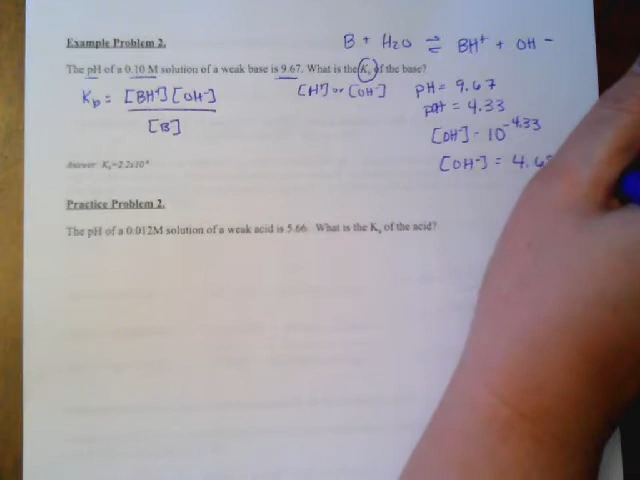 Example Problem 2.
B + H₂O ⇌ BH⁺ + OH⁻
The pH of a 0.10 M solution of a weak base is 9.67. What is the K of the base?
K_b = [BH⁺][OH⁻] / [B]
[H⁺] or [OH⁻]
pH = 9.67
pOH = 4.33
[OH⁻] = 10⁻⁴·³³
[OH⁻] = 4.6
Answer: K
Practice Problem 2.
The pH of a 0.012M solution of a weak acid is 5.66. What is the Kₐ of the acid?